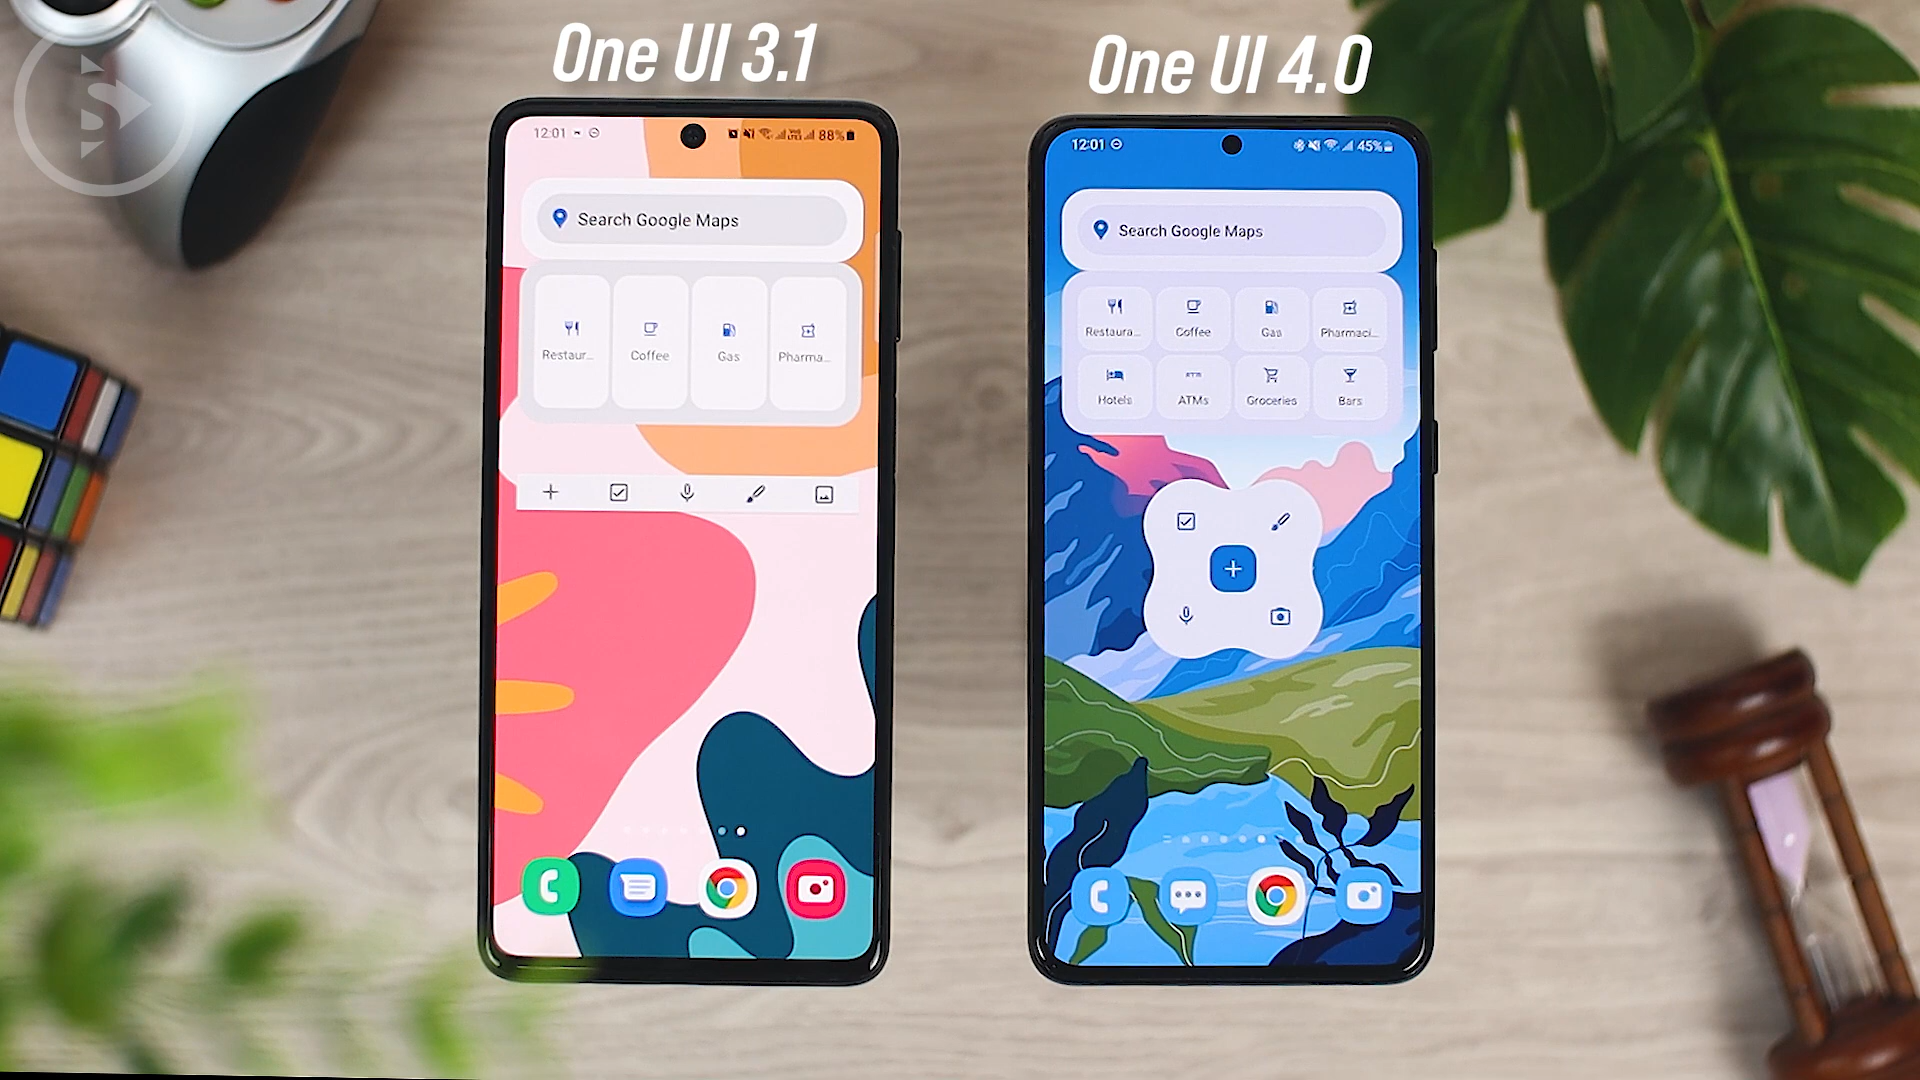 One UI 3.1
One UI 4.0
S
12:01
88%
Search Google Maps
Restaur...
Coffee
Gas
Pharma...
12:01
45%
Search Google Maps
Restaura...
Coffee
Gas
Pharmaci...
ATM
Hotels
ATMs
Groceries
Bars